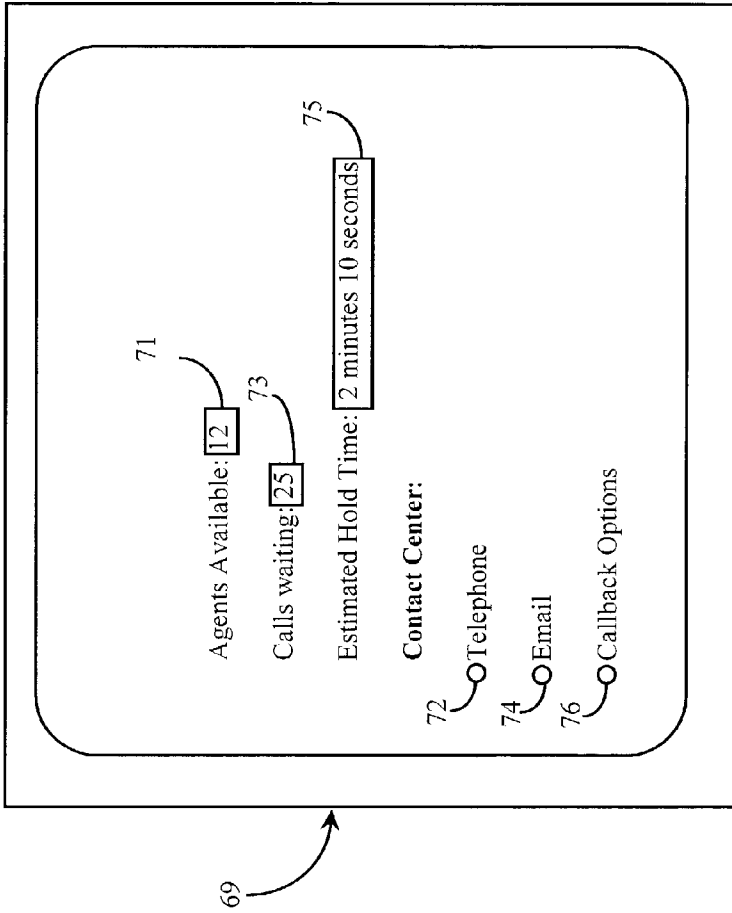 71
Agents Available: 12
73
Calls waiting: 25
75
Estimated Hold Time: 2 minutes 10 seconds
Contact Center:
72
Telephone
74
Email
76
Callback Options
69